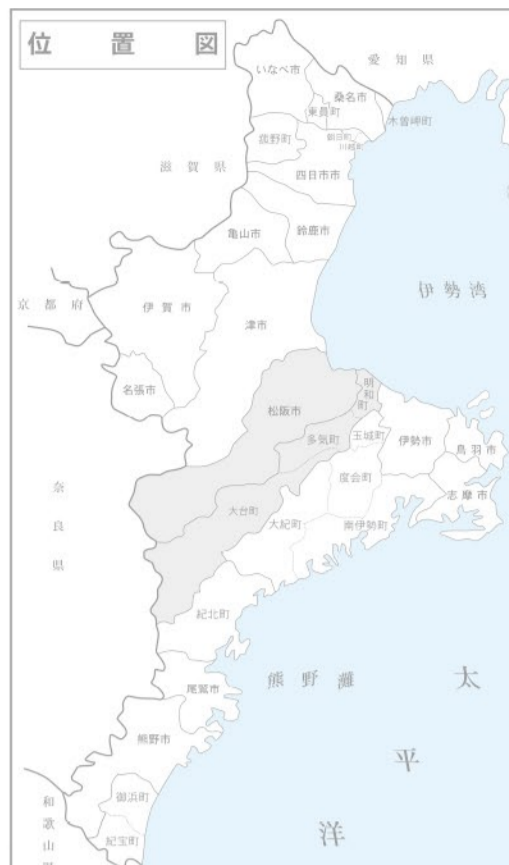 位置図
愛知県
いなべ市
桑名市
東員町
木曽岬町
朝日町
川越町
菰野町
滋賀県
四日市市
亀山市
鈴鹿市
伊勢湾
京都府
伊賀市
津市
名張市
松阪市
明和町
多気町
玉城町
伊勢市
鳥羽市
度会町
志摩市
奈良県
大台町
大紀町
南伊勢町
紀北町
熊野灘
太平洋
尾鷲市
熊野市
御浜町
和歌山
紀宝町